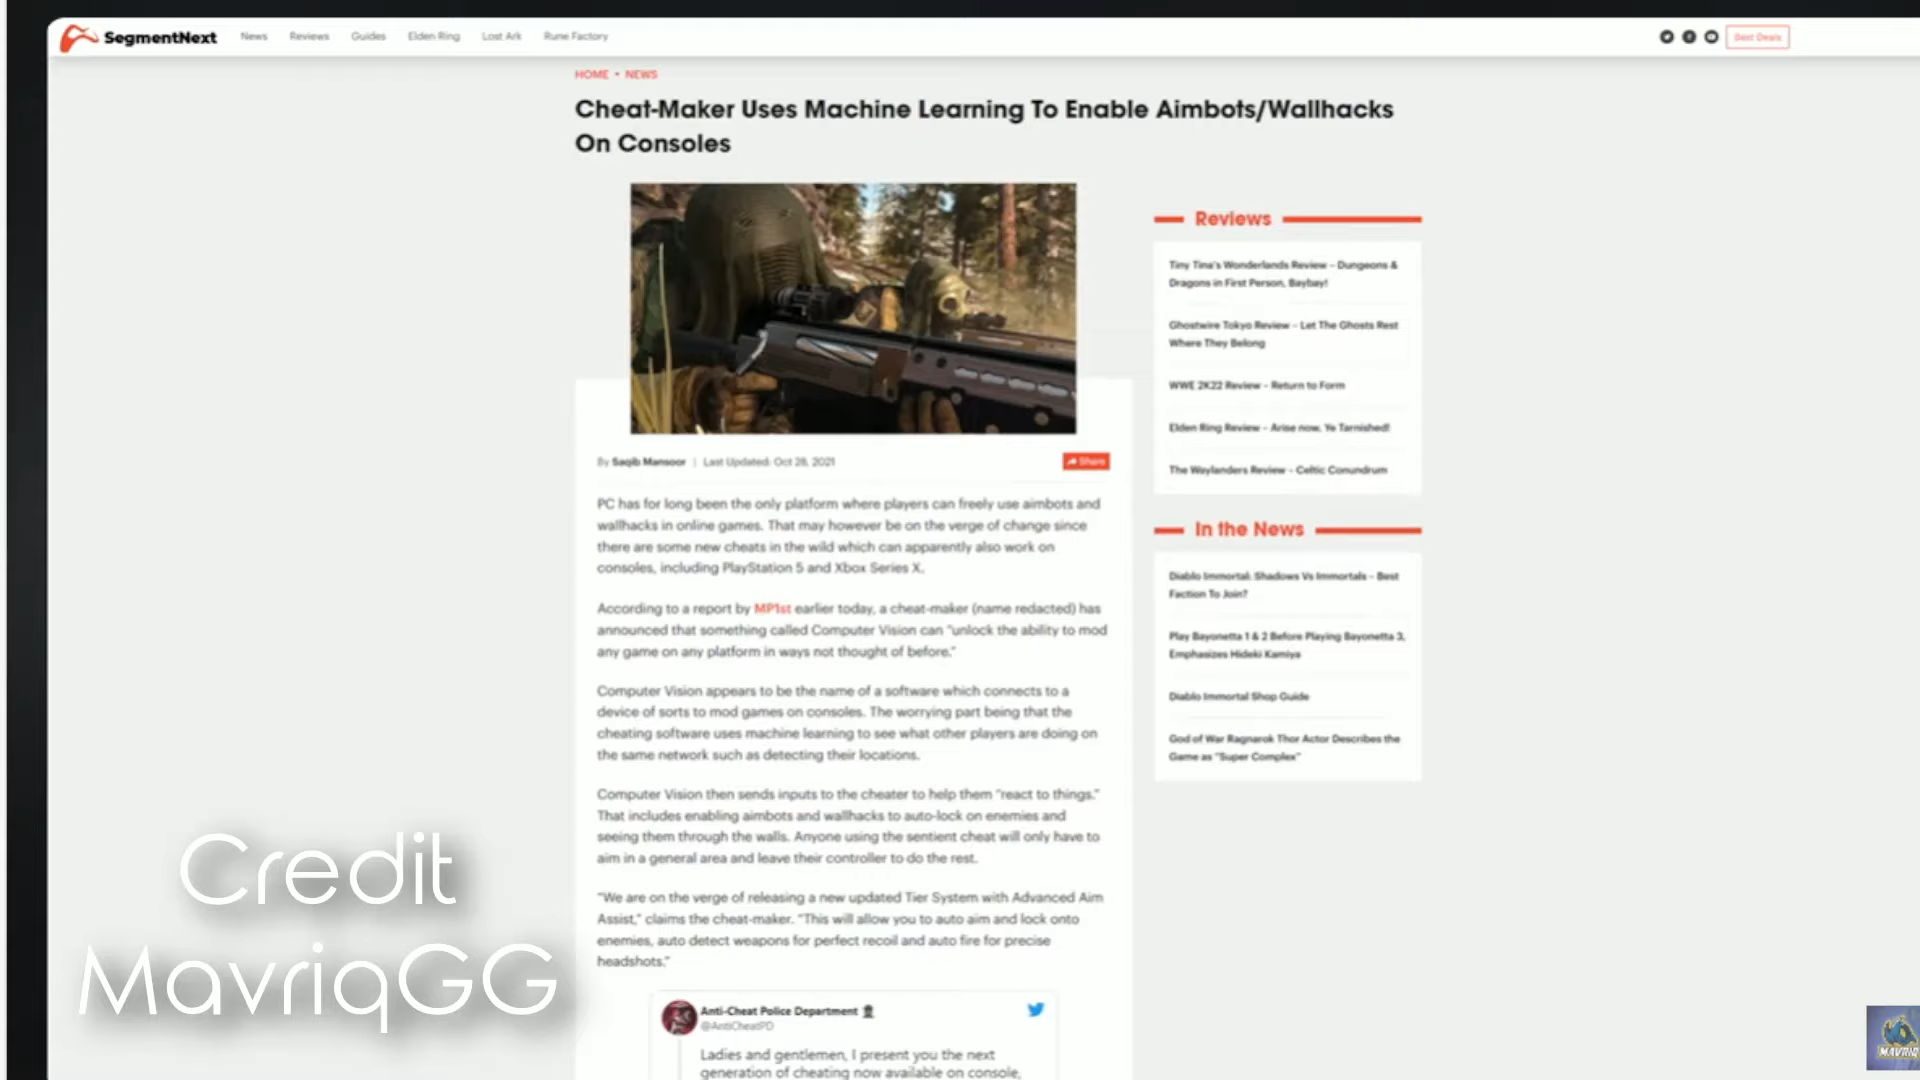 SegmentNext News Reviews Guides Elden Ring Lost Ark Rune Factory Best Deals
HOME • NEWS
Cheat-Maker Uses Machine Learning To Enable Aimbots/Wallhacks
On Consoles
By Saqib Mansoor | Last Updated: Oct 28, 2021
Share
PC has for long been the only platform where players can freely use aimbots and
wallhacks in online games. That may however be on the verge of change since
there are some new cheats in the wild which can apparently also work on
consoles, including PlayStation 5 and Xbox Series X.
According to a report by MP1st earlier today, a cheat-maker (name redacted) has
announced that something called Computer Vision can “unlock the ability to mod
any game on any platform in ways not thought of before.”
Computer Vision appears to be the name of a software which connects to a
device of sorts to mod games on consoles. The worrying part being that the
cheating software uses machine learning to see what other players are doing on
the same network such as detecting their locations.
Computer Vision then sends inputs to the cheater to help them “react to things.”
That includes enabling aimbots and wallhacks to auto-lock on enemies and
seeing them through the walls. Anyone using the sentient cheat will only have to
aim in a general area and leave their controller to do the rest.
“We are on the verge of releasing a new updated Tier System with Advanced Aim
Assist,” claims the cheat-maker. “This will allow you to auto aim and lock onto
enemies, auto detect weapons for perfect recoil and auto fire for precise
headshots.”
Anti-Cheat Police Department
@AntiCheatPD
Ladies and gentlemen, I present you the next
generation of cheating now available on console,
Reviews
Tiny Tina's Wonderlands Review – Dungeons &
Dragons in First Person, Baybay!
Ghostwire Tokyo Review – Let The Ghosts Rest
Where They Belong
WWE 2K22 Review – Return to Form
Elden Ring Review – Arise now, Ye Tarnished!
The Waylanders Review – Celtic Conundrum
In the News
Diablo Immortal: Shadows Vs Immortals – Best
Faction To Join?
Play Bayonetta 1 & 2 Before Playing Bayonetta 3,
Emphasizes Hideki Kamiya
Diablo Immortal Shop Guide
God of War Ragnarok Thor Actor Describes the
Game as “Super Complex”
Credit
MavriqGG
MAVRIQ